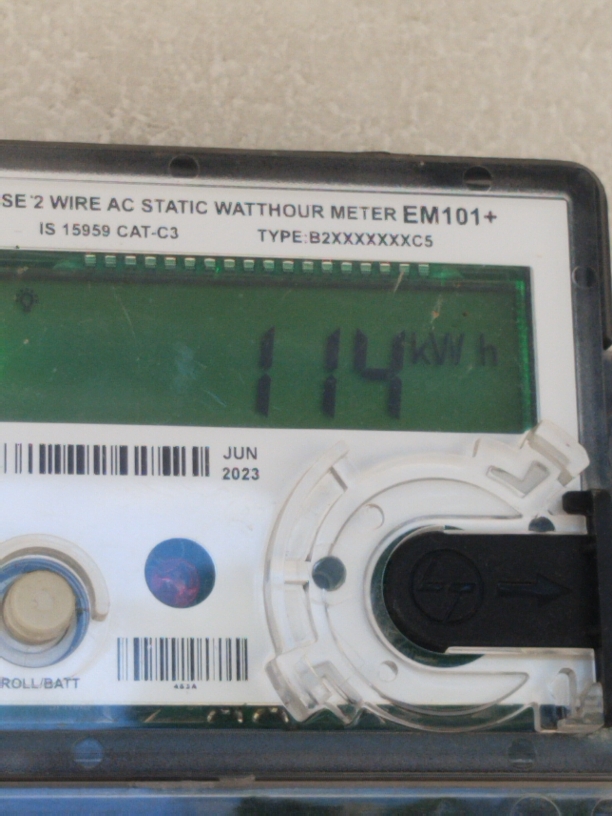 SE 2 WIRE AC STATIC WATTHOUR METER EM101+
IS 15959 CAT-C3 TYPE:B2XXXXXXXC5
114 kWh
JUN
2023
ROLL/BATT